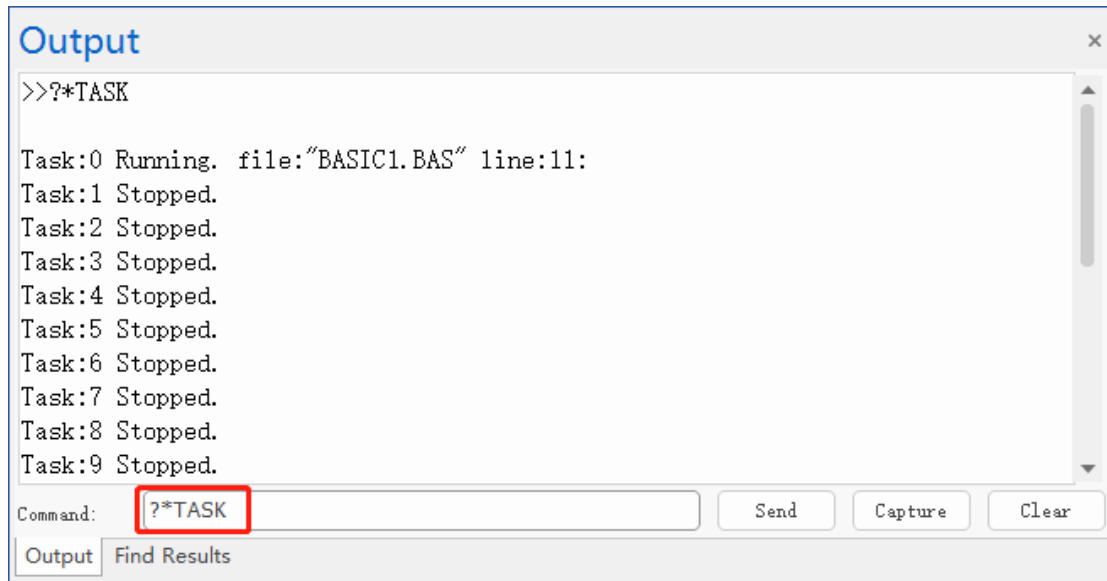 Output
>>?*TASK
Task:0 Running. file:"BASIC1.BAS" line:11:
Task:1 Stopped.
Task:2 Stopped.
Task:3 Stopped.
Task:4 Stopped.
Task:5 Stopped.
Task:6 Stopped.
Task:7 Stopped.
Task:8 Stopped.
Task:9 Stopped.
Command: ?*TASK Send Capture Clear
Output Find Results